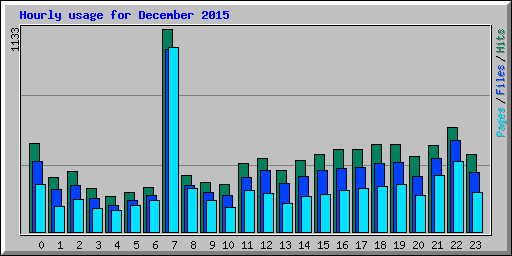 Hourly usage for December 2015
1133
Pages / Files / Hits
0 1 2 3 4 5 6 7 8 9 10 11 12 13 14 15 16 17 18 19 20 21 22 23